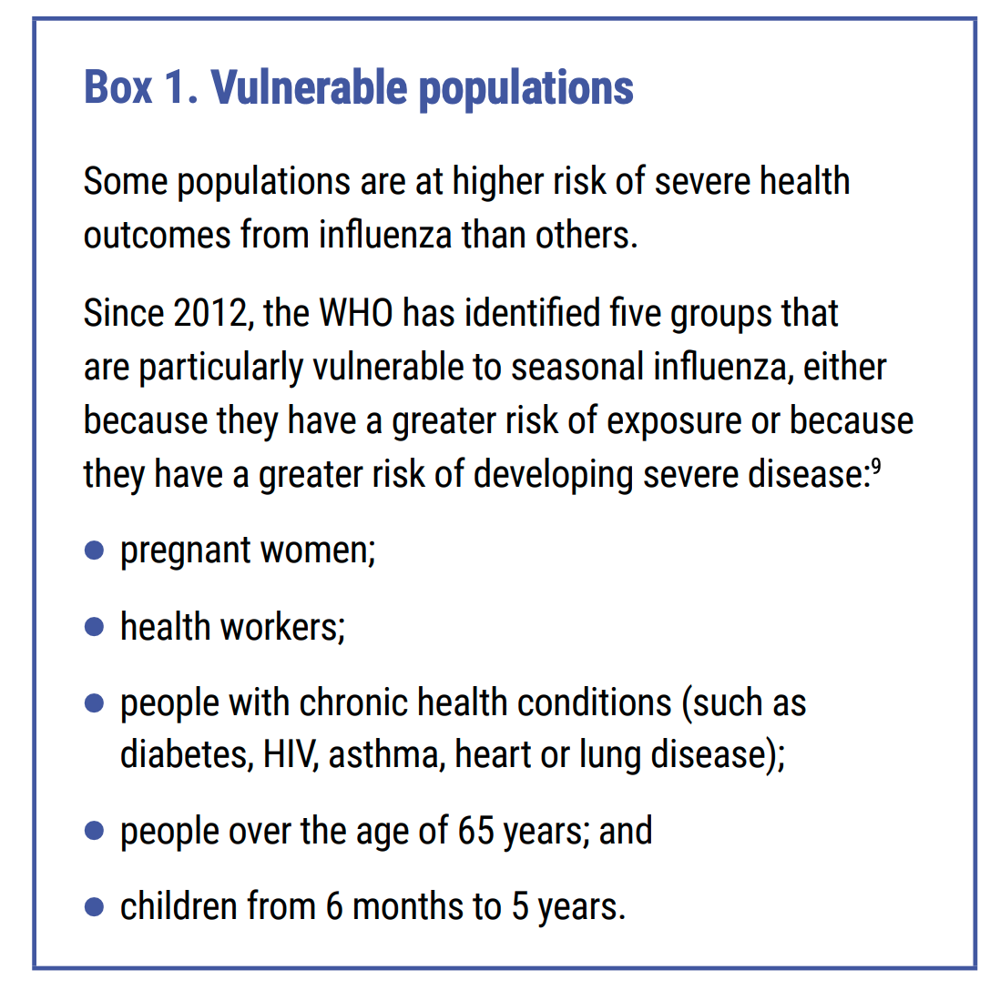 Box 1. Vulnerable populations
Some populations are at higher risk of severe health
outcomes from influenza than others.
Since 2012, the WHO has identified five groups that
are particularly vulnerable to seasonal influenza, either
because they have a greater risk of exposure or because
they have a greater risk of developing severe disease:⁹
● pregnant women;
● health workers;
● people with chronic health conditions (such as
diabetes, HIV, asthma, heart or lung disease);
● people over the age of 65 years; and
● children from 6 months to 5 years.